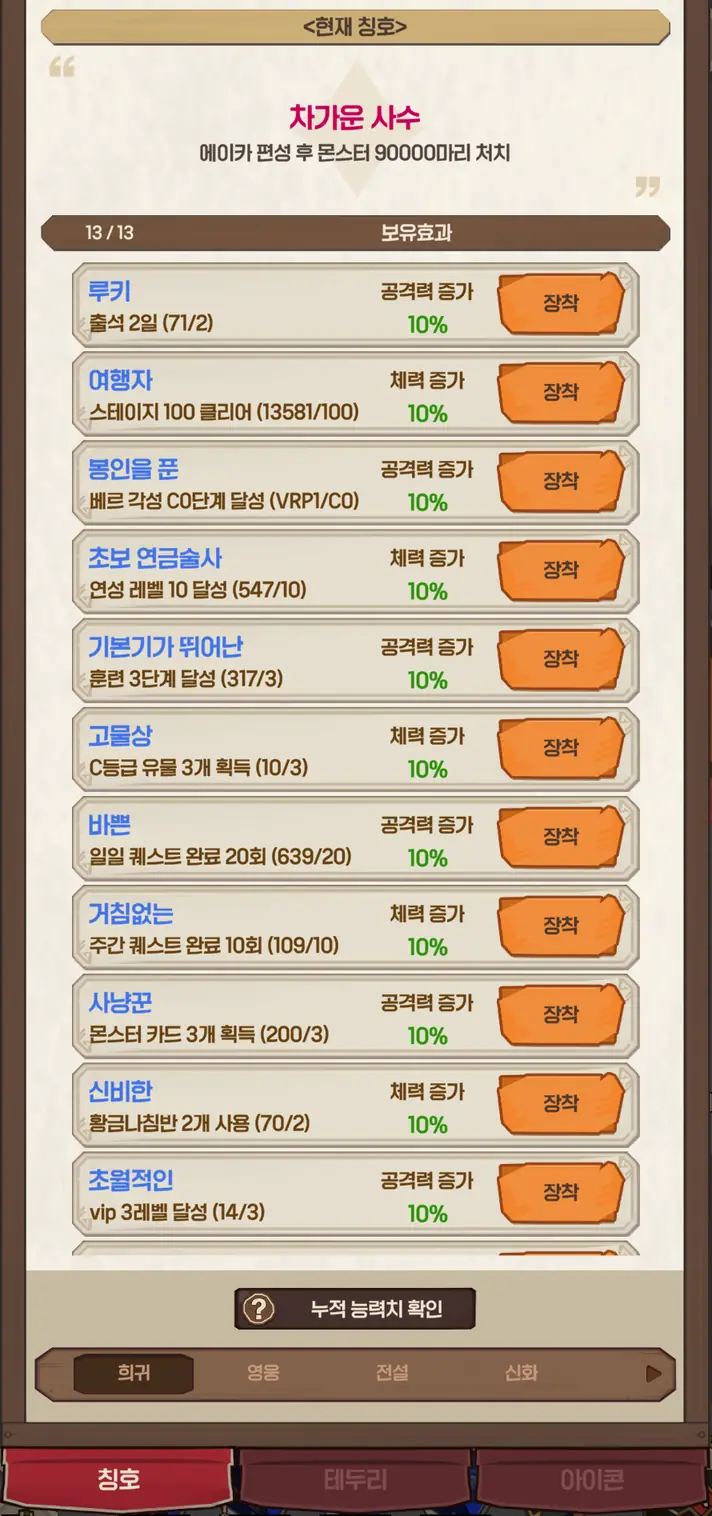 <현재 칭호>
차가운 사수
에이카 편성 후 몬스터 90000마리 처치
13 / 13 보유효과
루키 공격력 증가 장착
출석 2일 (71/2) 10%
여행자 체력 증가 장착
스테이지 100 클리어 (13581/100) 10%
봉인을 푼 공격력 증가 장착
베르 각성 C0단계 달성 (VRP1/C0) 10%
초보 연금술사 체력 증가 장착
연성 레벨 10 달성 (547/10) 10%
기본기가 뛰어난 공격력 증가 장착
훈련 3단계 달성 (317/3) 10%
고물상 체력 증가 장착
C등급 유물 3개 획득 (10/3) 10%
바쁜 공격력 증가 장착
일일 퀘스트 완료 20회 (639/20) 10%
거침없는 체력 증가 장착
주간 퀘스트 완료 10회 (109/10) 10%
사냥꾼 공격력 증가 장착
몬스터 카드 3개 획득 (200/3) 10%
신비한 체력 증가 장착
황금나침반 2개 사용 (70/2) 10%
초월적인 공격력 증가 장착
vip 3레벨 달성 (14/3) 10%
? 누적 능력치 확인
희귀 영웅 전설 신화
칭호 테두리 아이콘